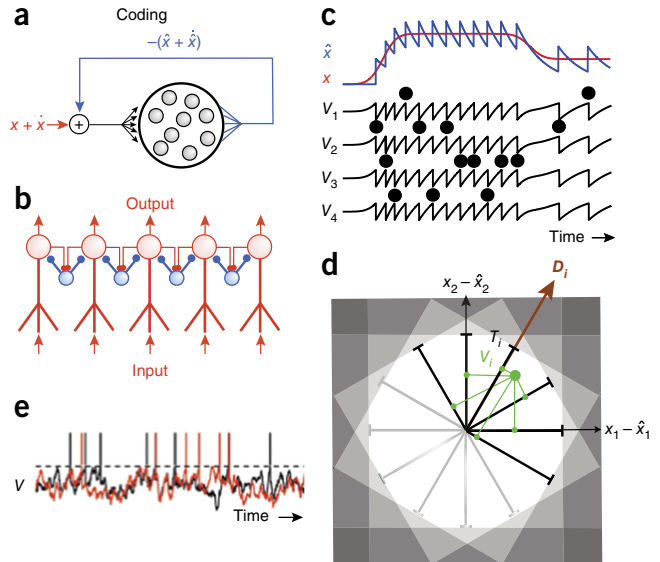 a
Coding
−(x̂ + x̂̇)
x + ẋ
+
b
Output
Input
c
x̂
x
V1
V2
V3
V4
Time
d
x2 − x̂2
Di
Ti
Vi
x1 − x̂1
e
V
Time